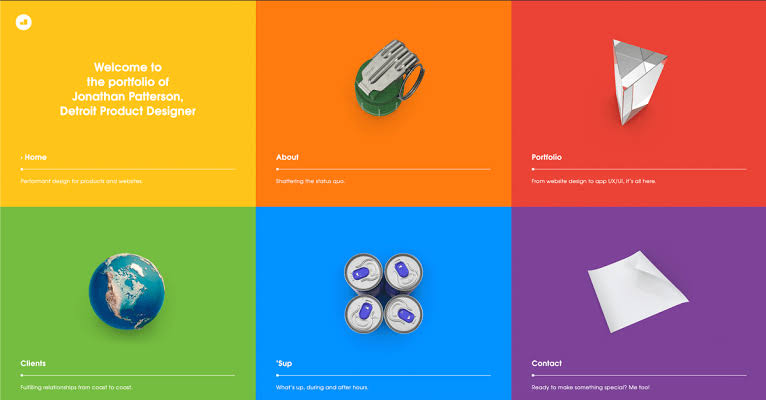 Welcome to
the portfolio of
Jonathan Patterson,
Detroit Product Designer
› Home
Performant design for products and websites.
About
Shattering the status quo.
Portfolio
From website design to app UX/UI, it's all here.
Clients
Fulfilling relationships from coast to coast.
'Sup
What's up, during and after hours.
Contact
Ready to make something special? Me too!